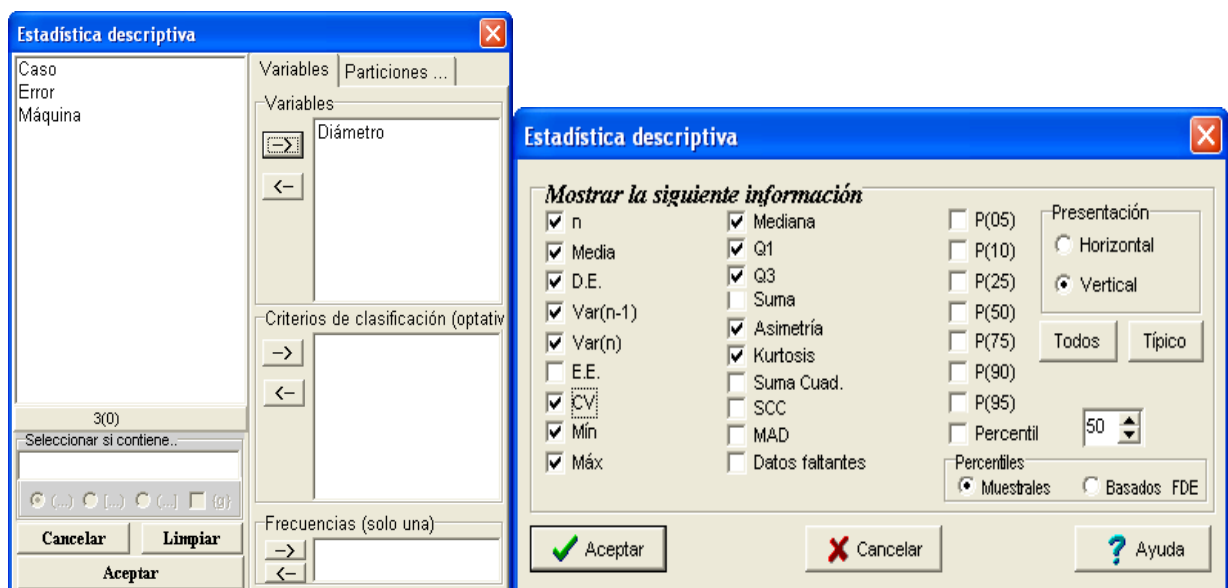 Estadística descriptiva
Caso
Error
Máquina
3(0)
Seleccionar si contiene..
(...) [...) (...] {g}
Cancelar Limpiar
Aceptar
Variables Particiones ...
Variables
-->
Diámetro
<--
Criterios de clasificación (optativ
-->
<--
Frecuencias (solo una)
-->
<--
Estadística descriptiva
Mostrar la siguiente información
n
Media
D.E.
Var(n-1)
Var(n)
E.E.
CV
Mín
Máx
Mediana
Q1
Q3
Suma
Asimetría
Kurtosis
Suma Cuad.
SCC
MAD
Datos faltantes
P(05)
P(10)
P(25)
P(50)
P(75)
P(90)
P(95)
Percentil
50
Presentación
Horizontal
Vertical
Todos Típico
Percentiles
Muestrales Basados FDE
Aceptar Cancelar Ayuda